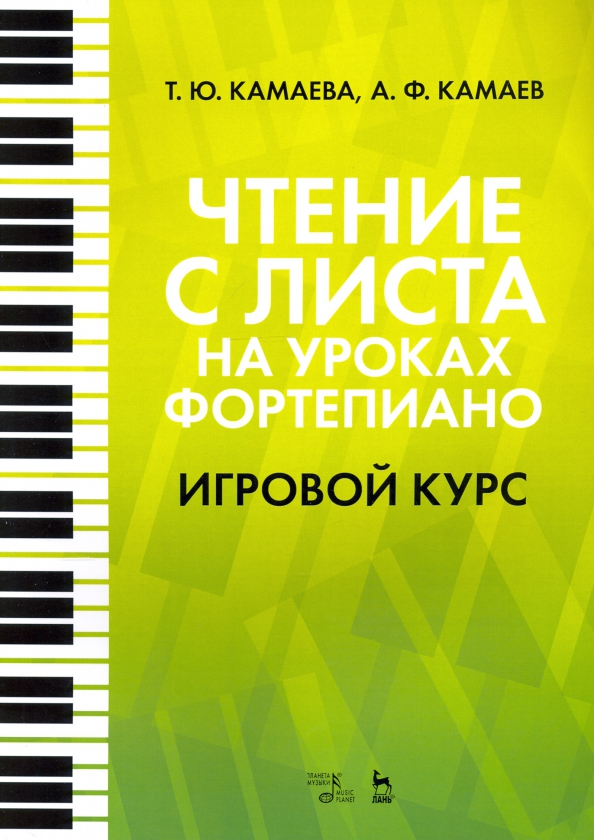 Т. Ю. КАМАЕВА, А. Ф. КАМАЕВ
ЧТЕНИЕ
С ЛИСТА
НА УРОКАХ
ФОРТЕПИАНО
ИГРОВОЙ КУРС
ПЛАНЕТА
МУЗЫКИ
MUSIC
PLANET
ЛАНЬ